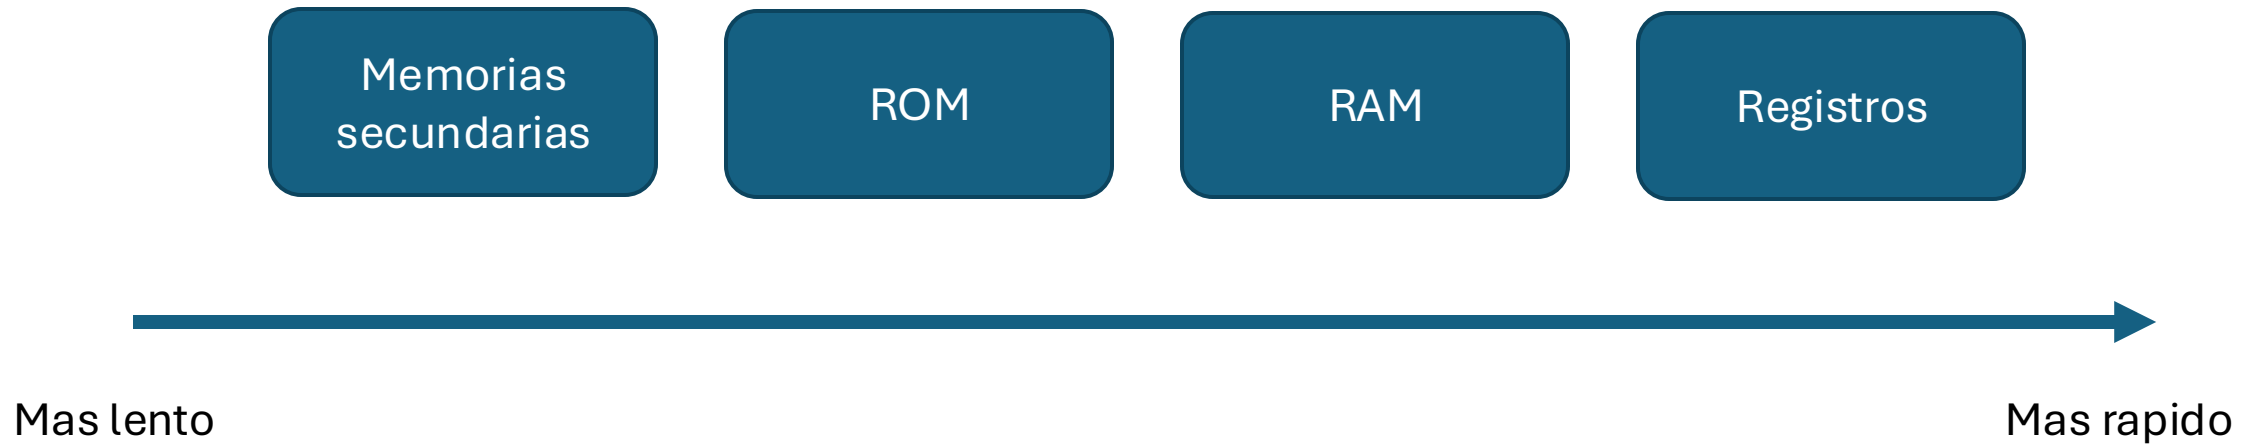 Memorias
secundarias
ROM
RAM
Registros
Mas lento
Mas rapido